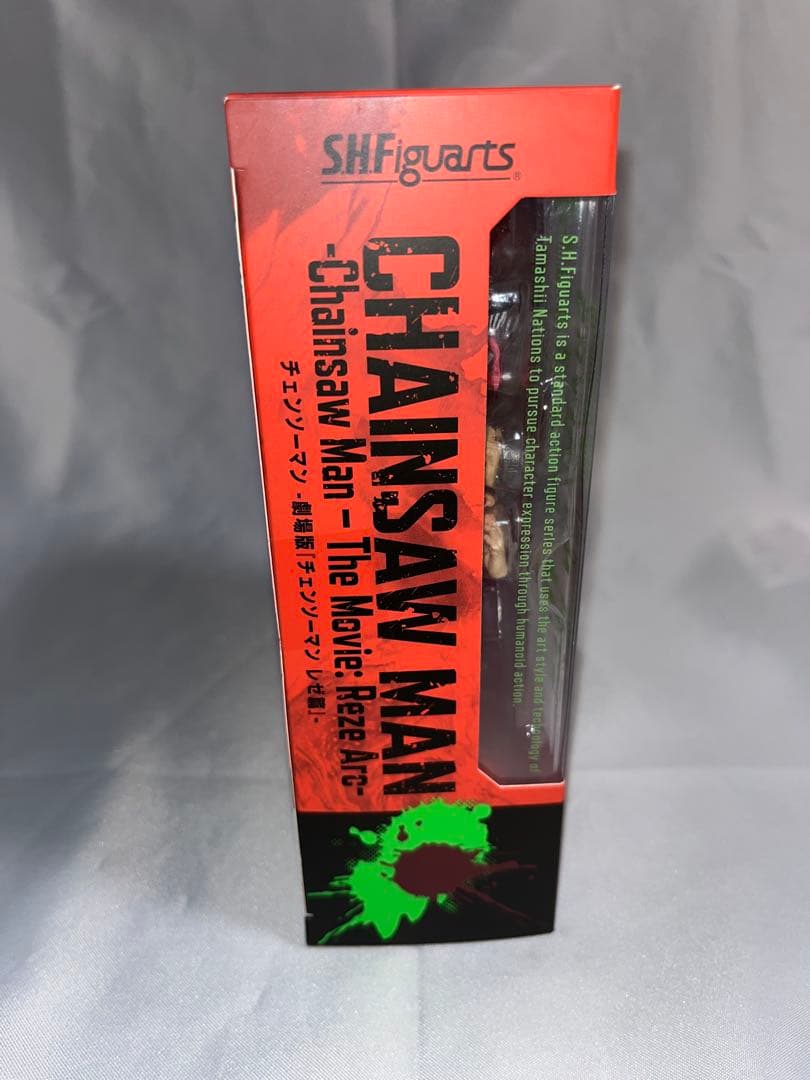 S.H.Figuarts®
CHAINSAW MAN
-Chainsaw Man – The Movie: Reze Arc-
チェンソーマン -劇場版『チェンソーマン レゼ篇』-
S.H.Figuarts is a standard action figure series that uses the art style and technology of
Tamashii Nations to pursue character expression through humanoid action.